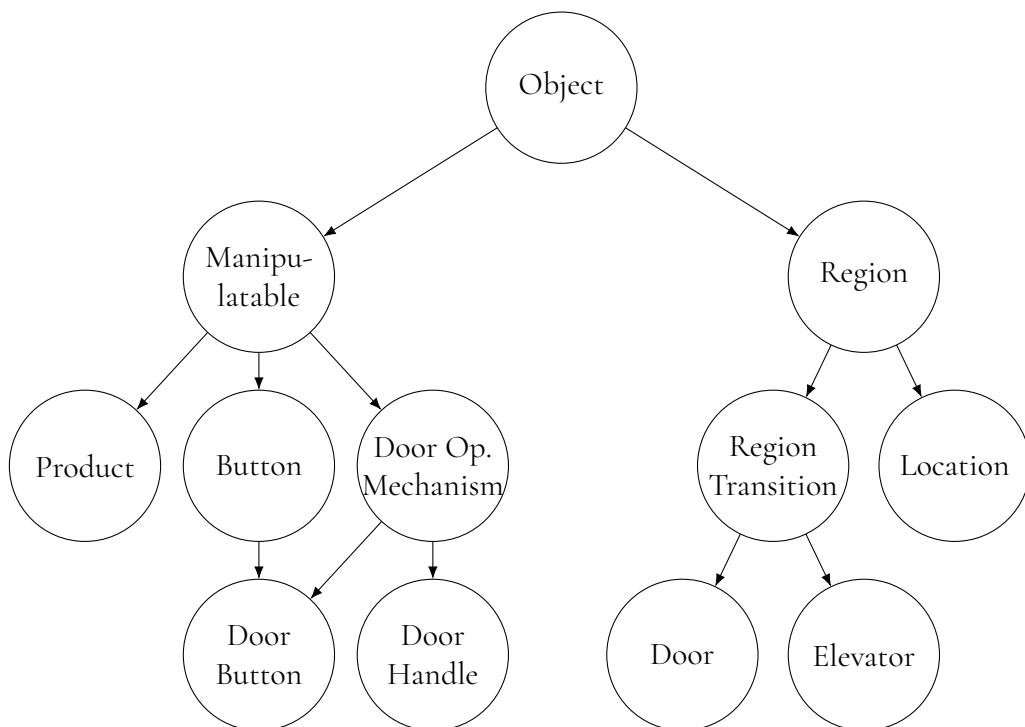 Object
Manipu-
latable
Region
Product
Button
Door Op.
Mechanism
Region
Transition
Location
Door
Button
Door
Handle
Door
Elevator